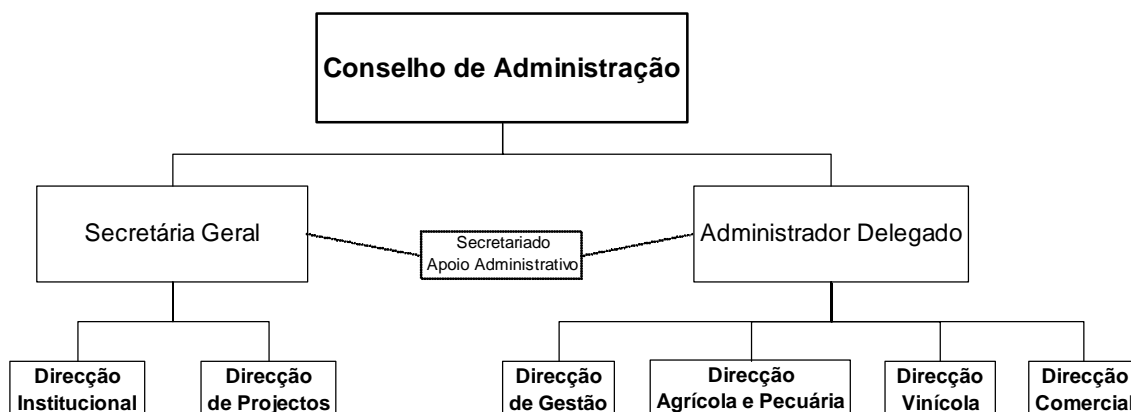 Conselho de Administração
Secretária Geral
Secretariado
Apoio Administrativo
Administrador Delegado
Direcção
Institucional
Direcção
de Projectos
Direcção
de Gestão
Direcção
Agrícola e Pecuária
Direcção
Vinícola
Direcção
Comercial